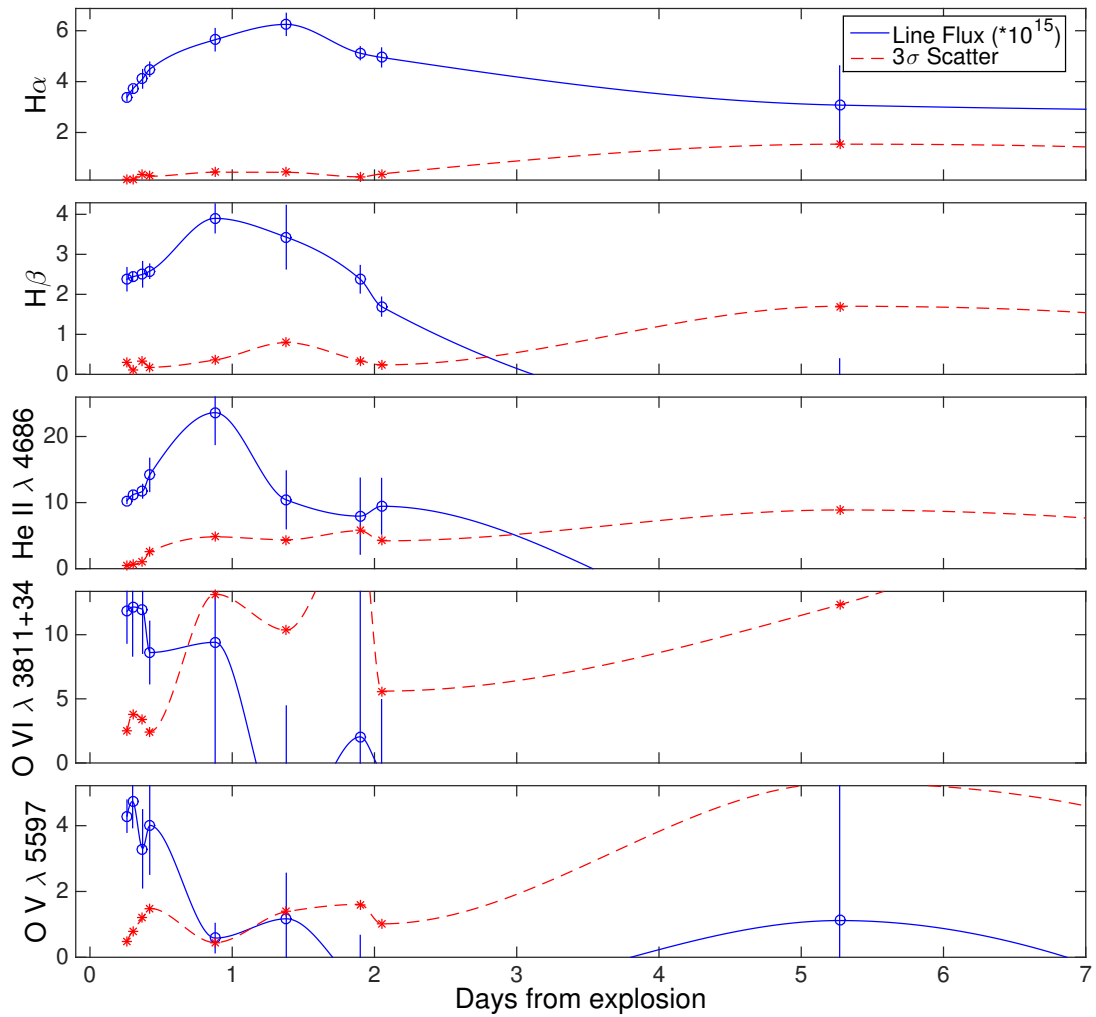 Hα
6
4
2
Line Flux (*10^15)
3σ Scatter
Hβ
4
3
2
1
0
He II λ 4686
20
10
0
O VI λ 3811+34
10
5
0
O V λ 5597
4
2
0
0 1 2 3 4 5 6 7
Days from explosion